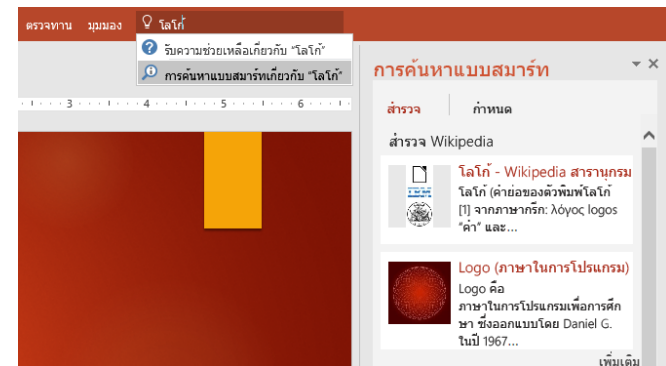 ตรวจทาน มุมมอง โลโก้
รับความช่วยเหลือเกี่ยวกับ "โลโก้"
การค้นหาแบบสมาร์ทเกี่ยวกับ "โลโก้"
3 4 5 6
การค้นหาแบบสมาร์ท
สำรวจ กำหนด
สำรวจ Wikipedia
โลโก้ - Wikipedia สารานุกรม
โลโก้ (คำย่อของตัวพิมพ์โลโก้
[1] จากภาษากรีก: λόγος logos
"คำ" และ...
Logo (ภาษาในการโปรแกรม)
Logo คือ
ภาษาในการโปรแกรมเพื่อการศึก
ษา ซึ่งออกแบบโดย Daniel G.
ในปี 1967...
เพิ่มเติม